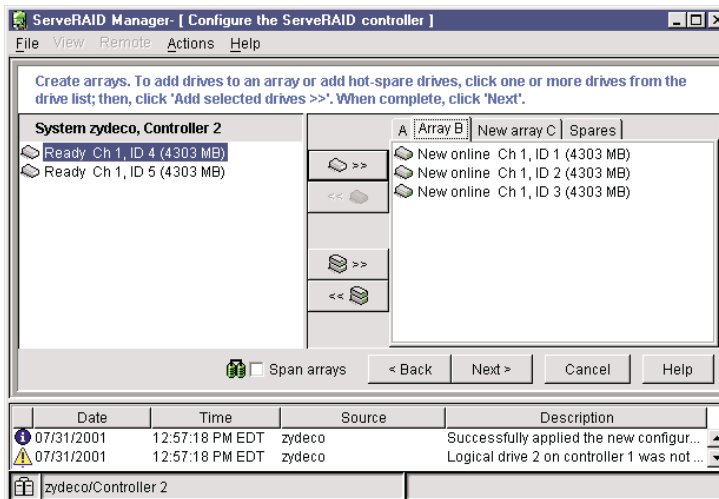 ServeRAID Manager- [ Configure the ServeRAID controller ]
File View Remote Actions Help
Create arrays. To add drives to an array or add hot-spare drives, click one or more drives from the
drive list; then, click 'Add selected drives >>'. When complete, click 'Next'.
System zydeco, Controller 2
Ready Ch 1, ID 4 (4303 MB)
Ready Ch 1, ID 5 (4303 MB)
>>
<<
>>
<<
A Array B New array C Spares
New online Ch 1, ID 1 (4303 MB)
New online Ch 1, ID 2 (4303 MB)
New online Ch 1, ID 3 (4303 MB)
Span arrays < Back Next > Cancel Help
Date Time Source Description
07/31/2001 12:57:18 PM EDT zydeco Successfully applied the new configur...
07/31/2001 12:57:18 PM EDT zydeco Logical drive 2 on controller 1 was not ...
zydeco/Controller 2